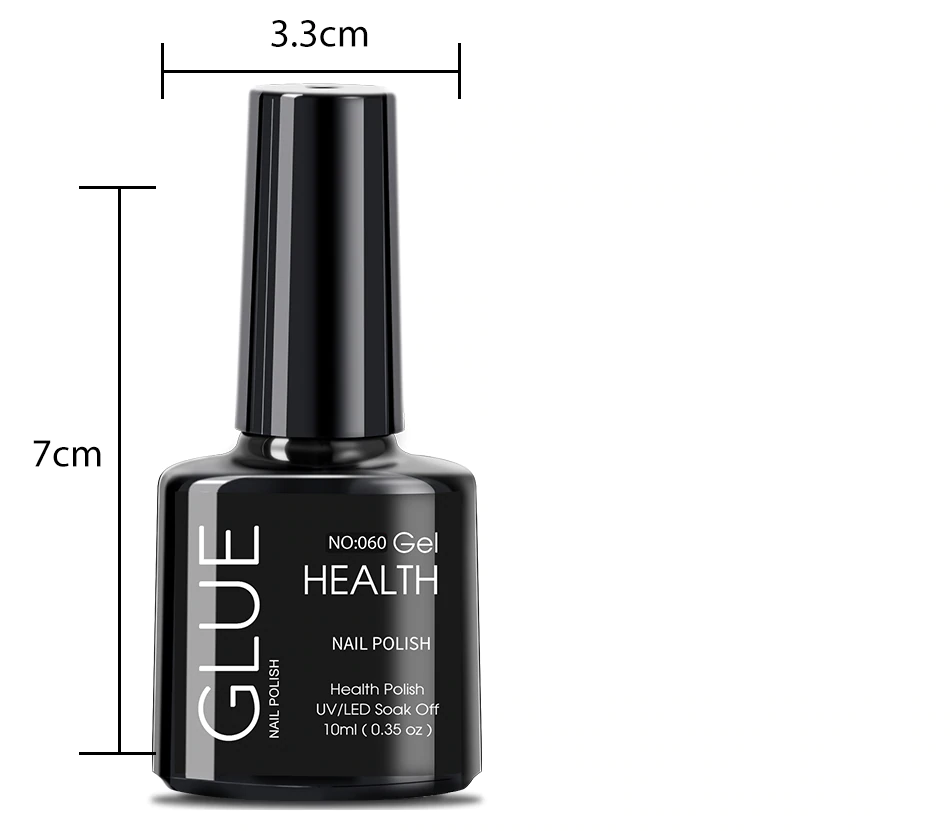 3.3cm
7cm
NO:060 Gel
HEALTH
NAIL POLISH
Health Polish
UV/LED Soak Off
10ml ( 0.35 oz )
GLUE
NAIL POLISH